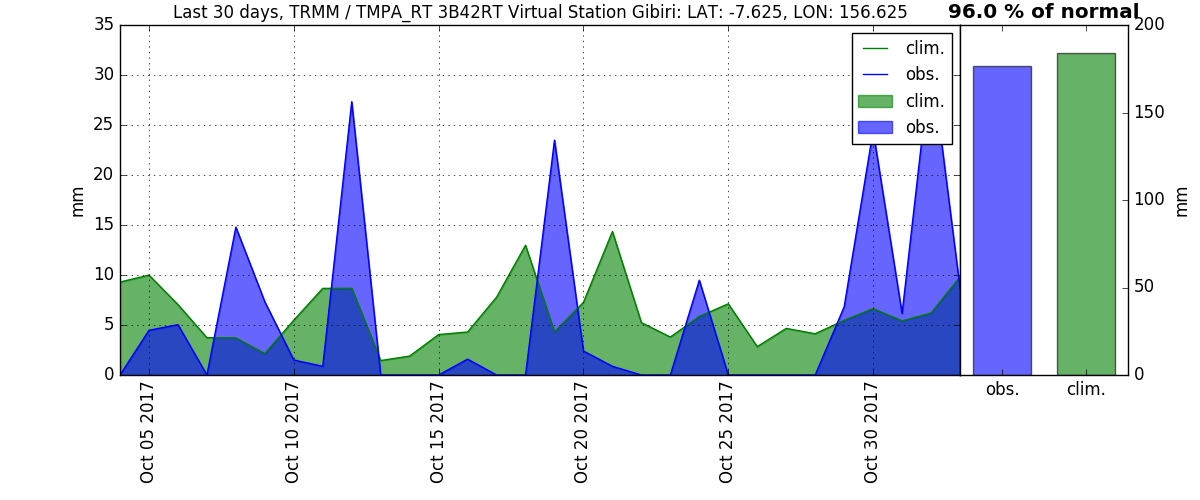 Last 30 days, TRMM / TMPA_RT 3B42RT Virtual Station Gibiri: LAT: -7.625, LON: 156.625
96.0 % of normal
35
30
25
20
15
10
5
0
mm
clim.
obs.
clim.
obs.
200
150
100
50
0
mm
obs.
clim.
Oct 05 2017
Oct 10 2017
Oct 15 2017
Oct 20 2017
Oct 25 2017
Oct 30 2017